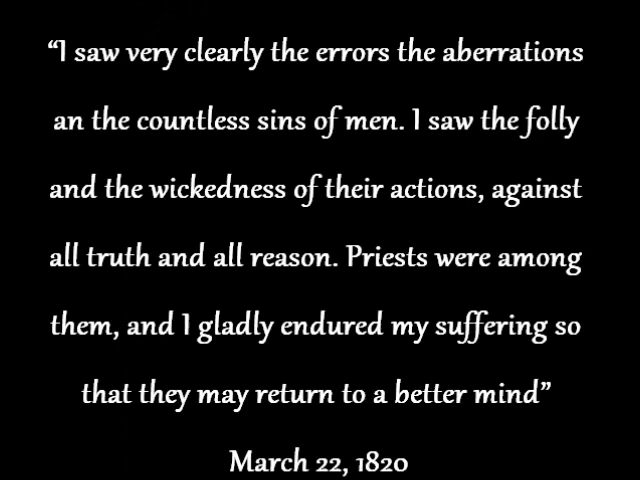 “I saw very clearly the errors the aberrations
an the countless sins of men. I saw the folly
and the wickedness of their actions, against
all truth and all reason. Priests were among
them, and I gladly endured my suffering so
that they may return to a better mind”
March 22, 1820